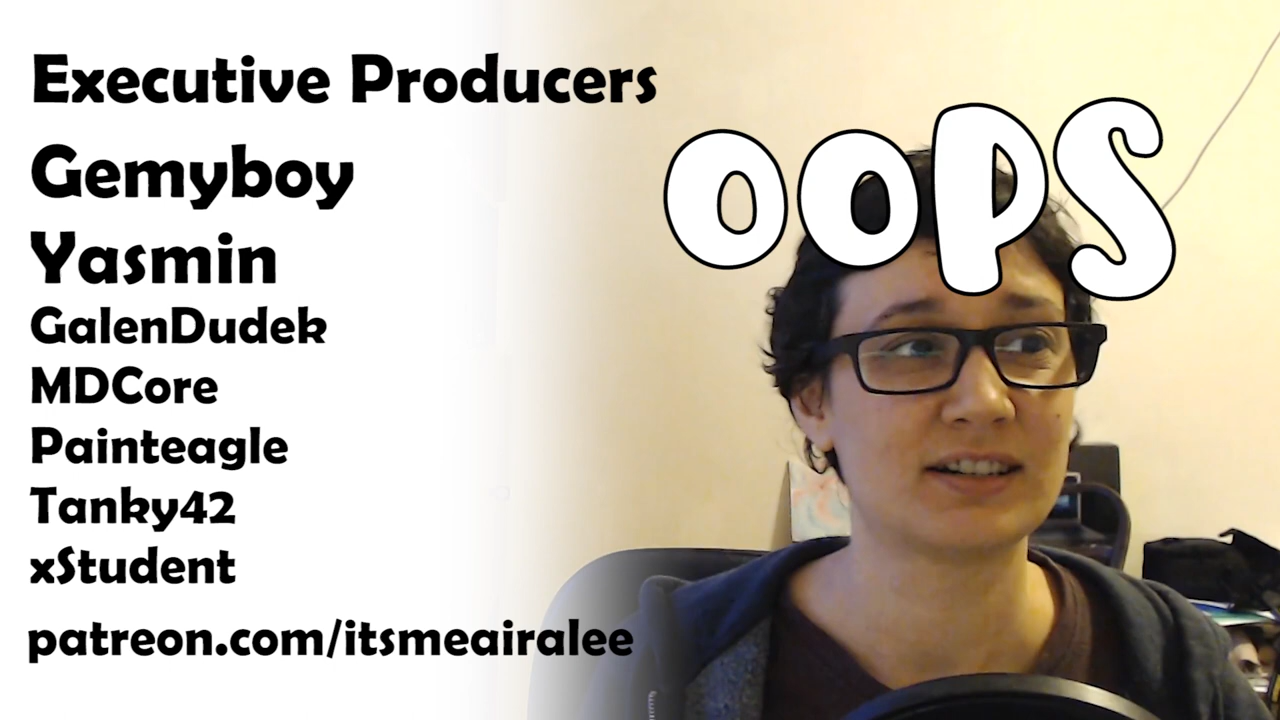 Executive Producers
Gemyboy
Yasmin
GalenDudek
MDCore
Painteagle
Tanky42
xStudent
patreon.com/itsmeairalee
OOPS